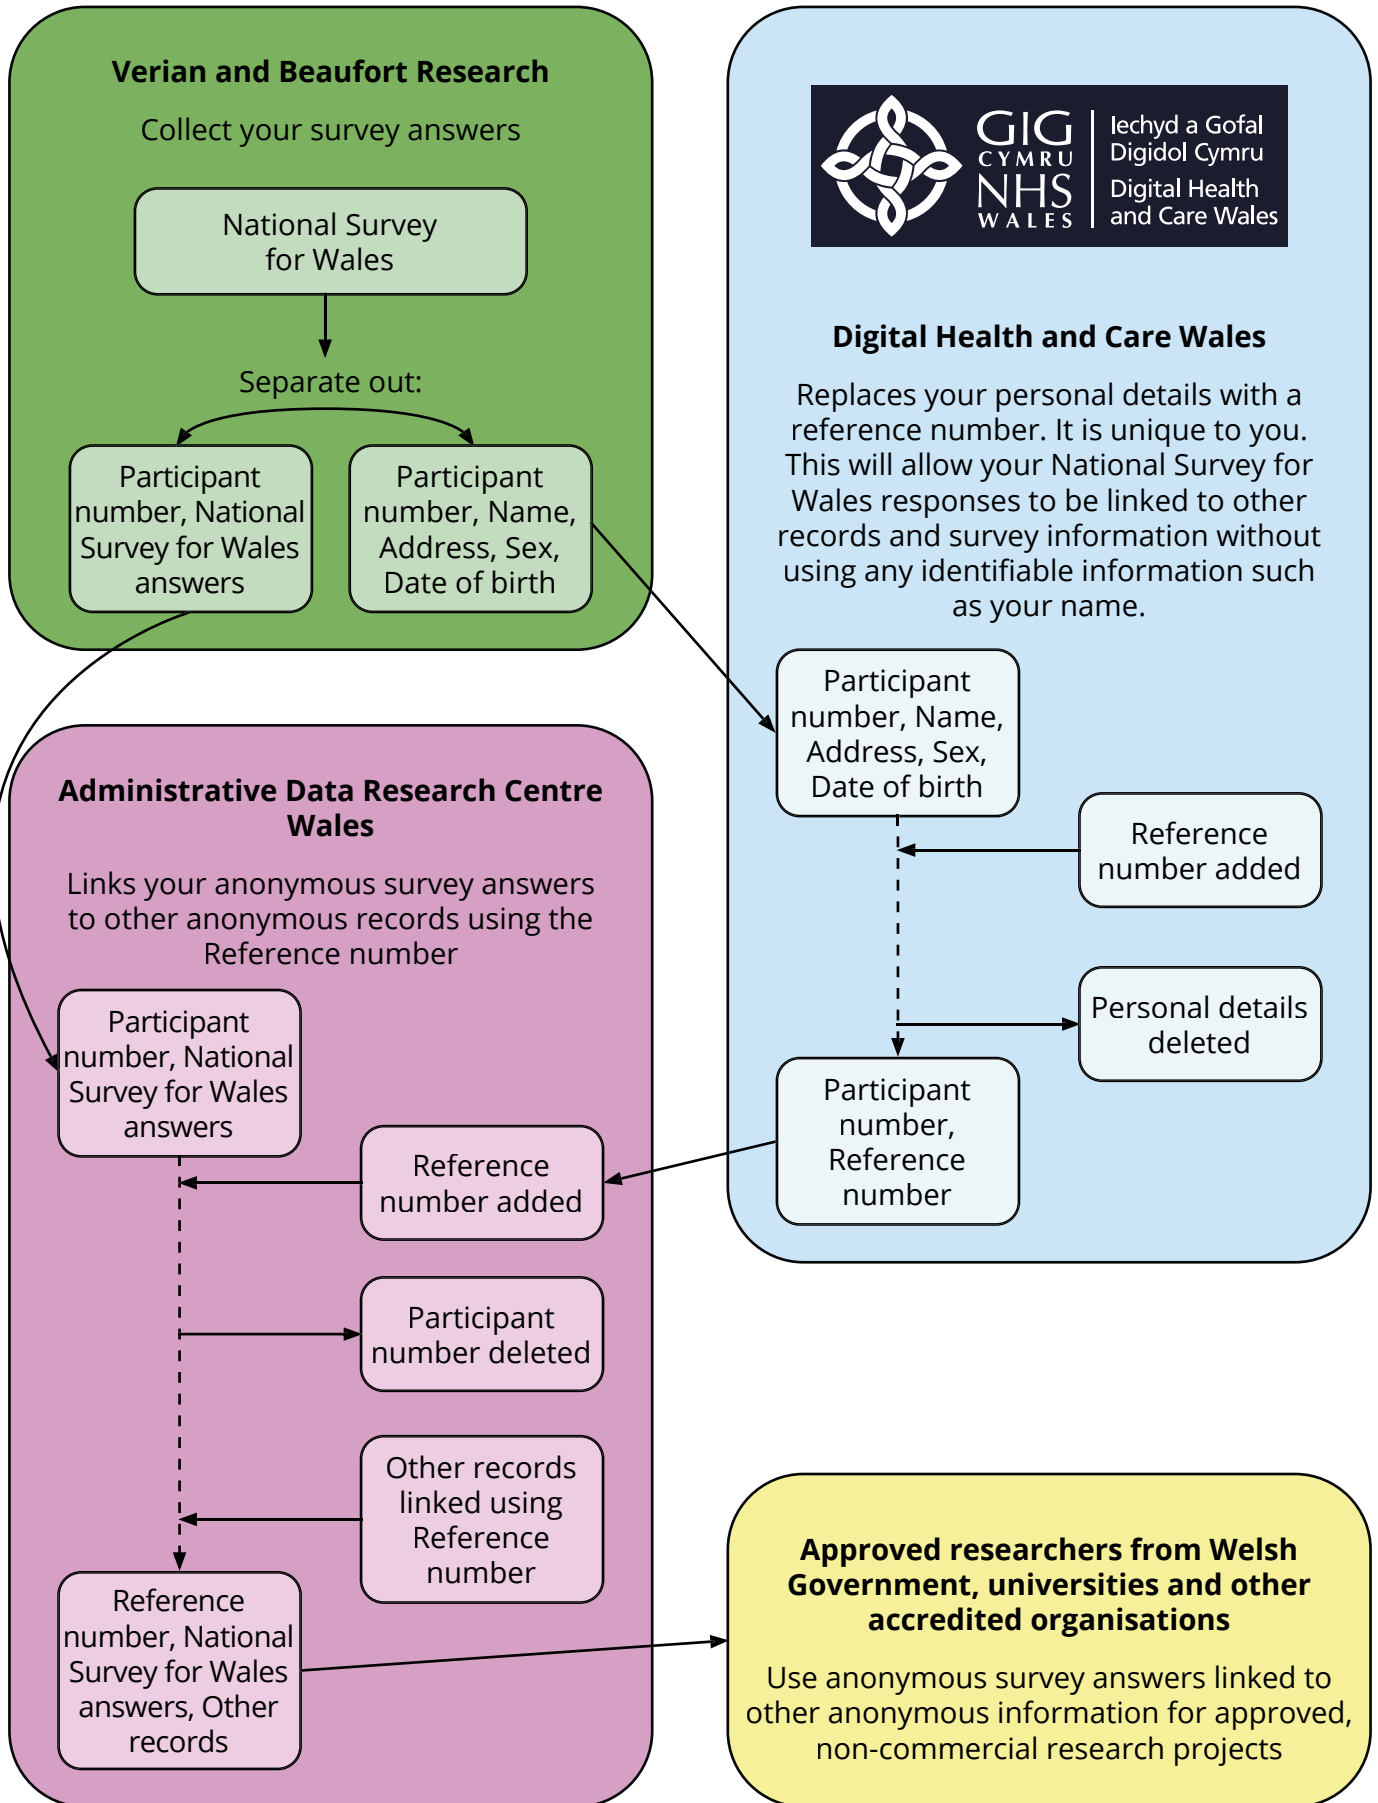 Verian and Beaufort Research
Collect your survey answers
National Survey
for Wales
Separate out:
Participant
number, National
Survey for Wales
answers
Participant
number, Name,
Address, Sex,
Date of birth
GIG
CYMRU
NHS
WALES
Iechyd a Gofal
Digidol Cymru
Digital Health
and Care Wales
Digital Health and Care Wales
Replaces your personal details with a
reference number. It is unique to you.
This will allow your National Survey for
Wales responses to be linked to other
records and survey information without
using any identifiable information such
as your name.
Participant
number, Name,
Address, Sex,
Date of birth
Reference
number added
Personal details
deleted
Participant
number,
Reference
number
Administrative Data Research Centre
Wales
Links your anonymous survey answers
to other anonymous records using the
Reference number
Participant
number, National
Survey for Wales
answers
Reference
number added
Participant
number deleted
Other records
linked using
Reference
number
Reference
number, National
Survey for Wales
answers, Other
records
Approved researchers from Welsh
Government, universities and other
accredited organisations
Use anonymous survey answers linked to
other anonymous information for approved,
non-commercial research projects